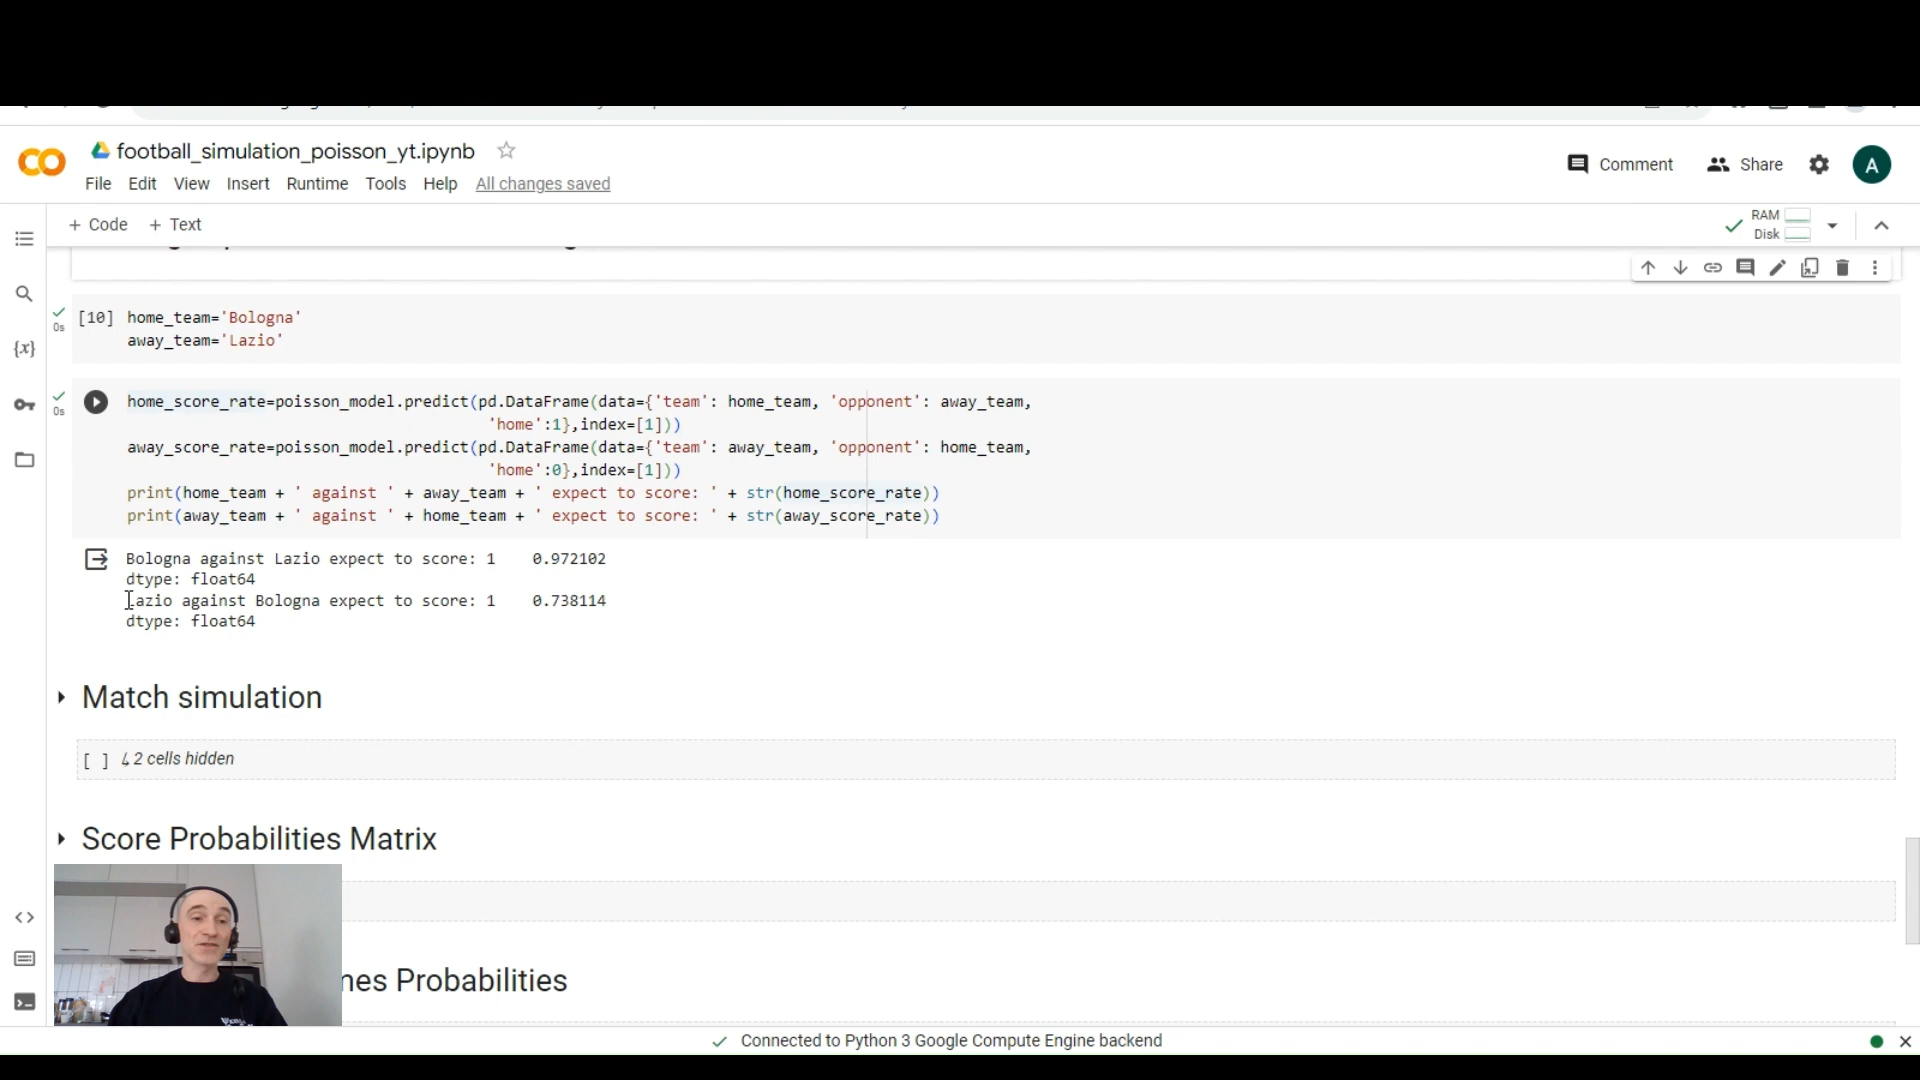 football_simulation_poisson_yt.ipynb
File Edit View Insert Runtime Tools Help All changes saved
Comment Share A
+ Code + Text
RAM
Disk
[10] home_team='Bologna'
away_team='Lazio'
0s
home_score_rate=poisson_model.predict(pd.DataFrame(data={'team': home_team, 'opponent': away_team,
'home':1},index=[1]))
0s
away_score_rate=poisson_model.predict(pd.DataFrame(data={'team': away_team, 'opponent': home_team,
'home':0},index=[1]))
print(home_team + ' against ' + away_team + ' expect to score: ' + str(home_score_rate))
print(away_team + ' against ' + home_team + ' expect to score: ' + str(away_score_rate))
Bologna against Lazio expect to score: 1    0.972102
dtype: float64
Lazio against Bologna expect to score: 1    0.738114
dtype: float64
Match simulation
[ ] ↳ 2 cells hidden
Score Probabilities Matrix
mes Probabilities
Connected to Python 3 Google Compute Engine backend